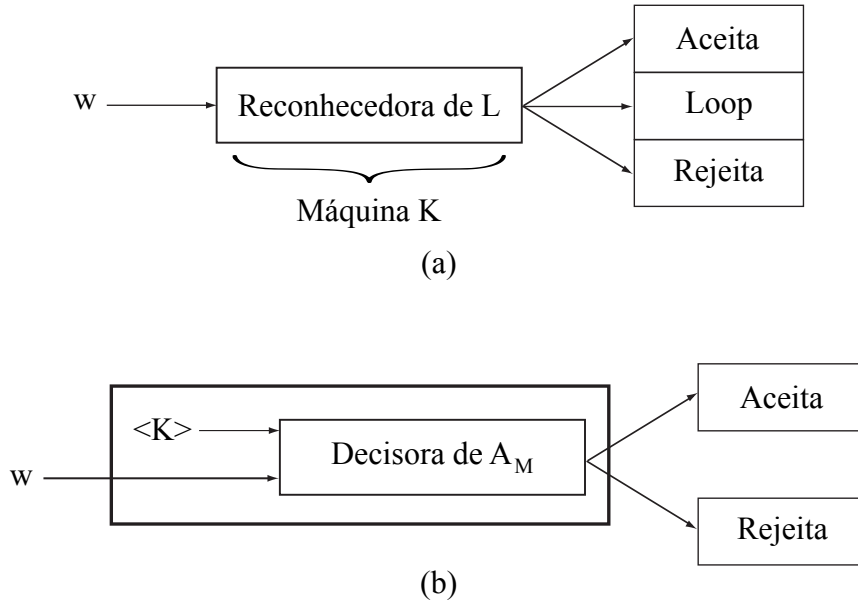 Aceita
w
Reconhecedora de L
Loop
Rejeita
Máquina K
(a)
<K>
Decisora de A_M
Aceita
w
Rejeita
(b)